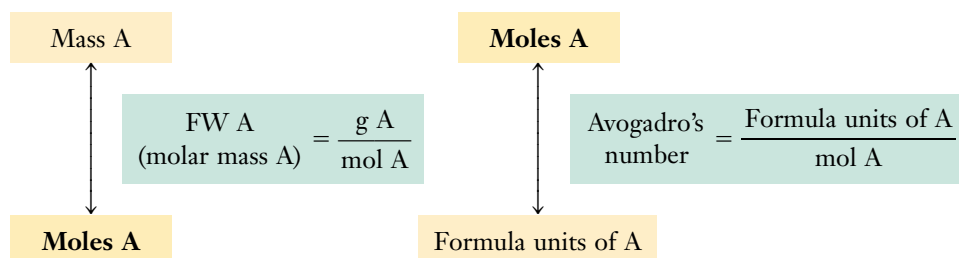 Mass A
FW A
(molar mass A)
= g A
mol A
Moles A
Moles A
Avogadro’s
number
= Formula units of A
mol A
Formula units of A